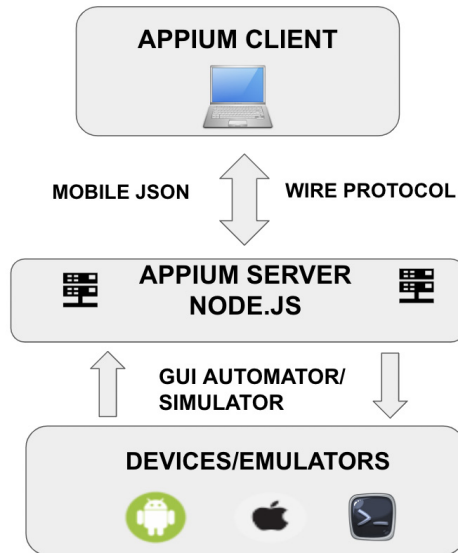 APPIUM CLIENT
MOBILE JSON
WIRE PROTOCOL
APPIUM SERVER
NODE.JS
GUI AUTOMATOR/
SIMULATOR
DEVICES/EMULATORS
>_